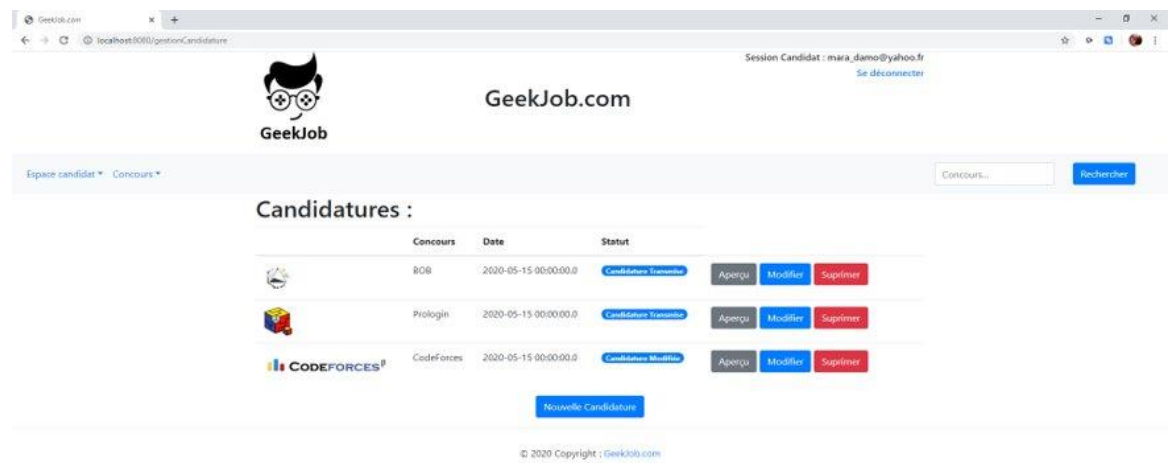 GeekJob.com
localhost:8080/gestionCandidature
Session Candidat : mara_damo@yahoo.fr
Se déconnecter
GeekJob.com
GeekJob
Espace candidat
Concours
Concours...
Rechercher
Candidatures :
Concours Date Statut
BOB 2020-05-15 00:00:00.0 Candidature Transmise Aperçu Modifier Suprimer
Prologin 2020-05-15 00:00:00.0 Candidature Transmise Aperçu Modifier Suprimer
CODEFORCESβ CodeForces 2020-05-15 00:00:00.0 Candidature Modifiée Aperçu Modifier Suprimer
Nouvelle Candidature
© 2020 Copyright : GeekJob.com